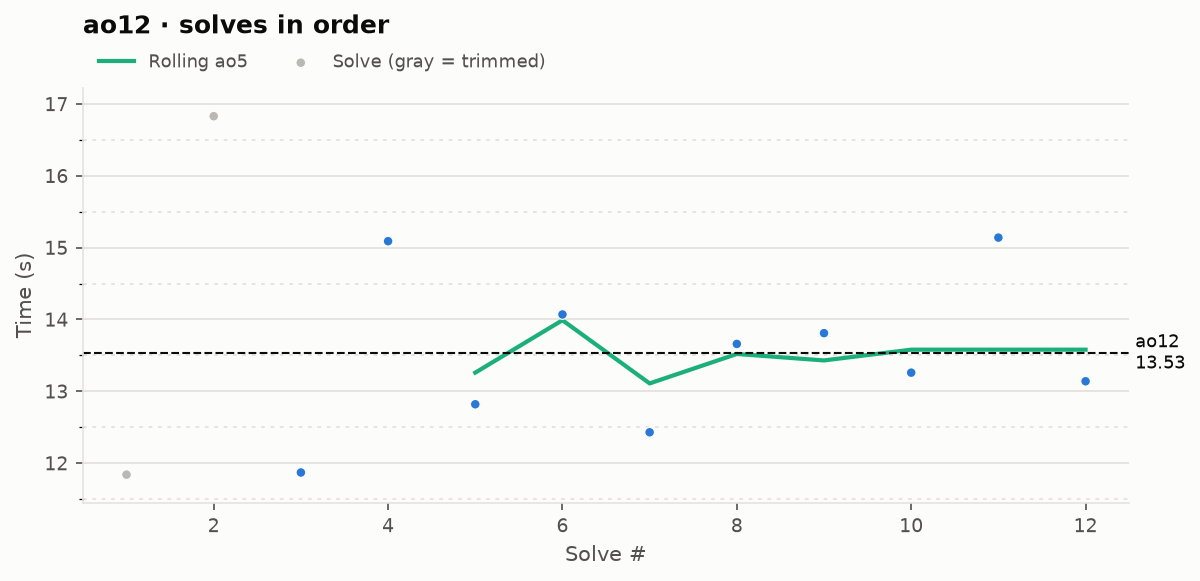 ao12 · solves in order
Rolling ao5
Solve (gray = trimmed)
Time (s)
17
16
15
14
13
12
ao12
13.53
2
4
6
8
10
12
Solve #